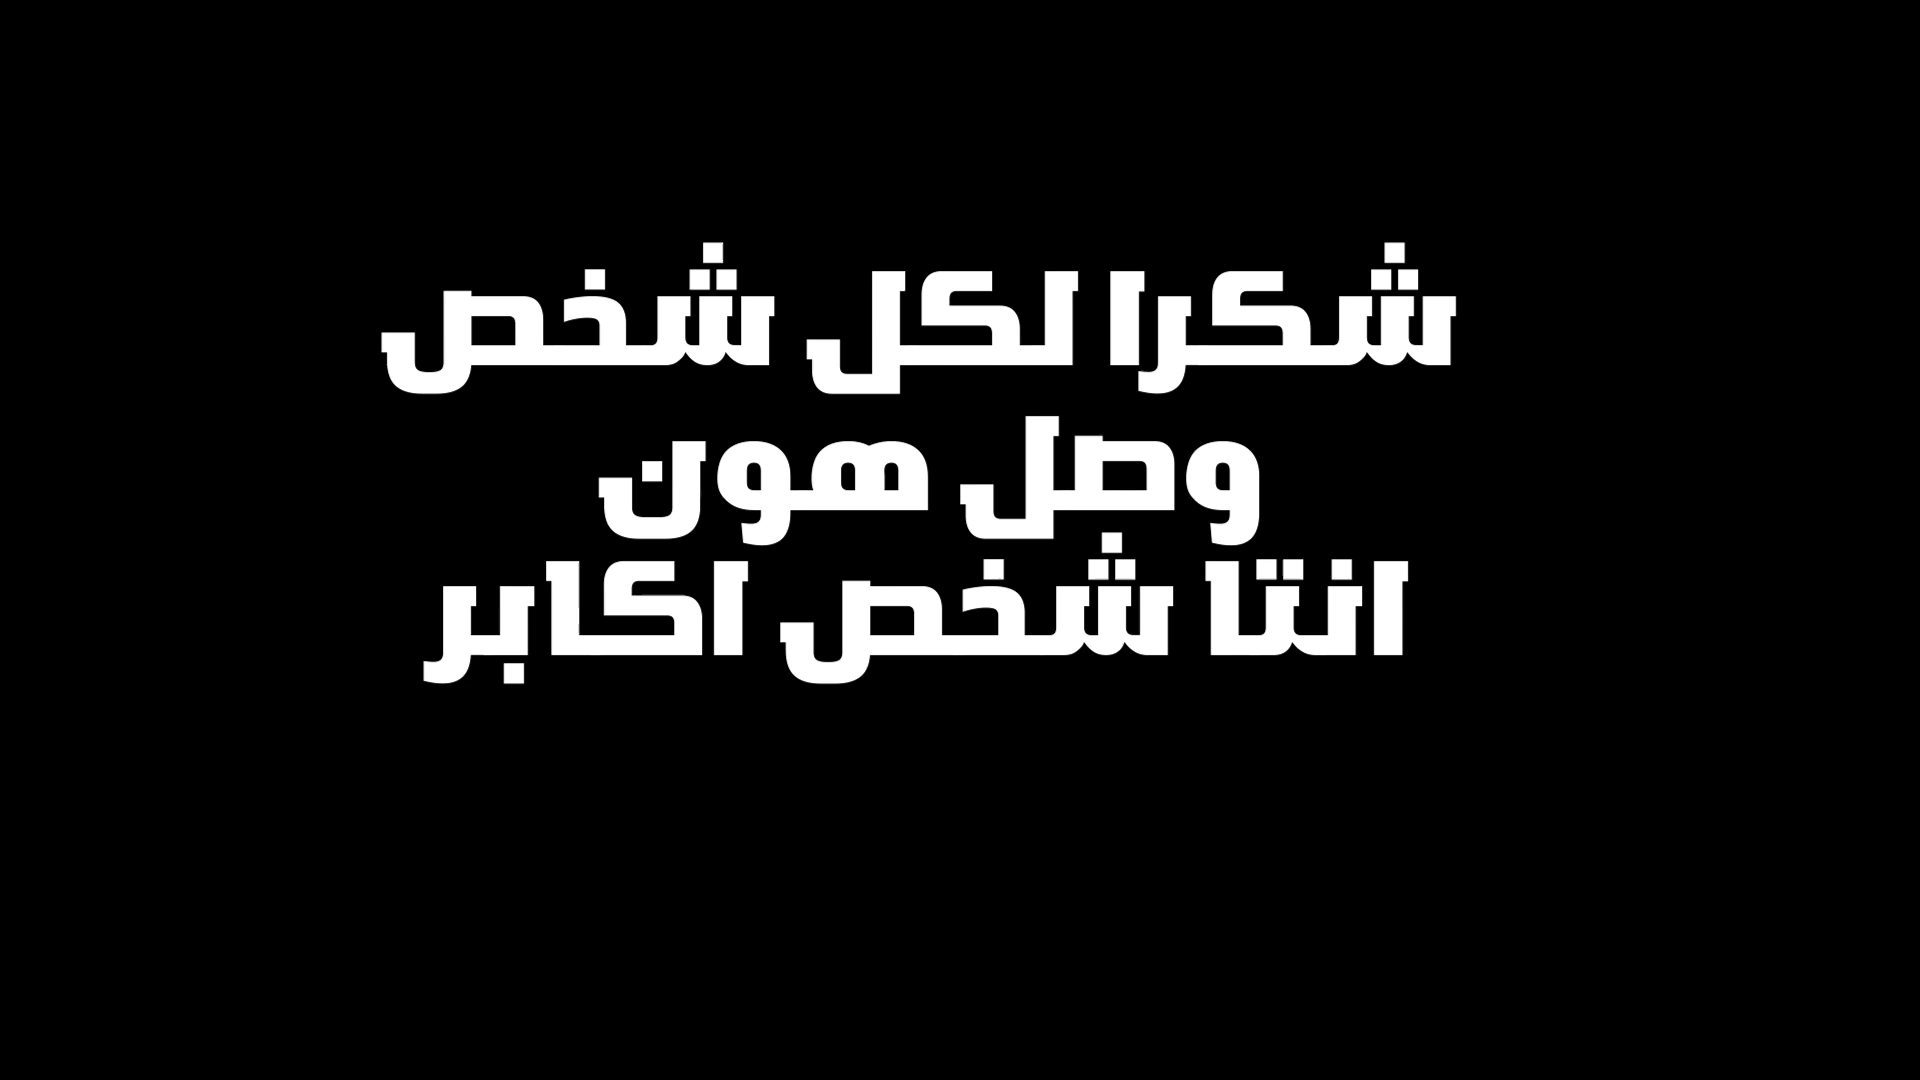 شكرا لكل شخص
وصل هون
انتا شخص اكابر